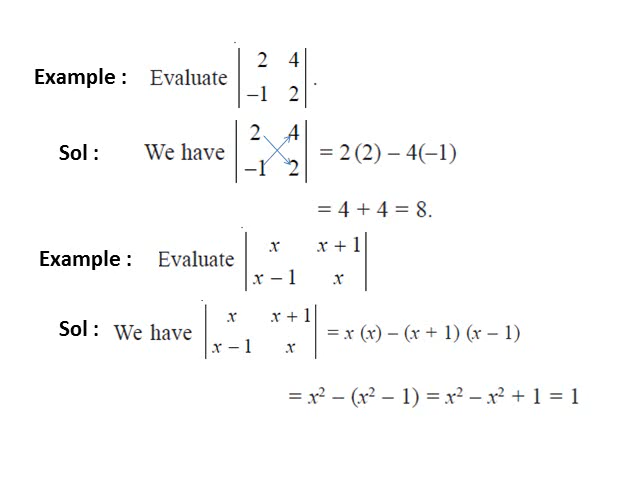 Example : Evaluate | 2 4 |
| −1 2 | .
Sol : We have | 2 4 | = 2 (2) − 4(−1)
| −1 2 |
= 4 + 4 = 8.
Example : Evaluate | x x + 1 |
| x − 1 x |
Sol : We have | x x + 1 | = x (x) − (x + 1) (x − 1)
| x − 1 x |
= x² − (x² − 1) = x² − x² + 1 = 1